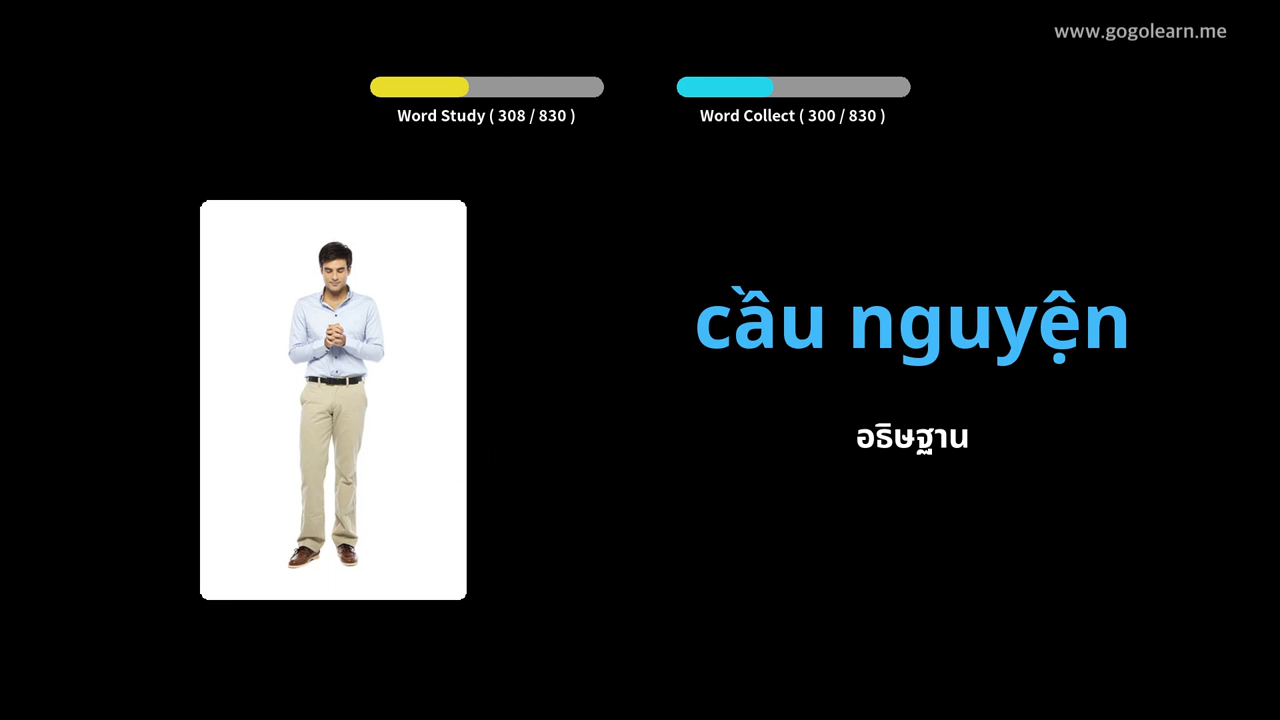 www.gogolearn.me
Word Study ( 308 / 830 )
Word Collect ( 300 / 830 )
cầu nguyện
อธิษฐาน